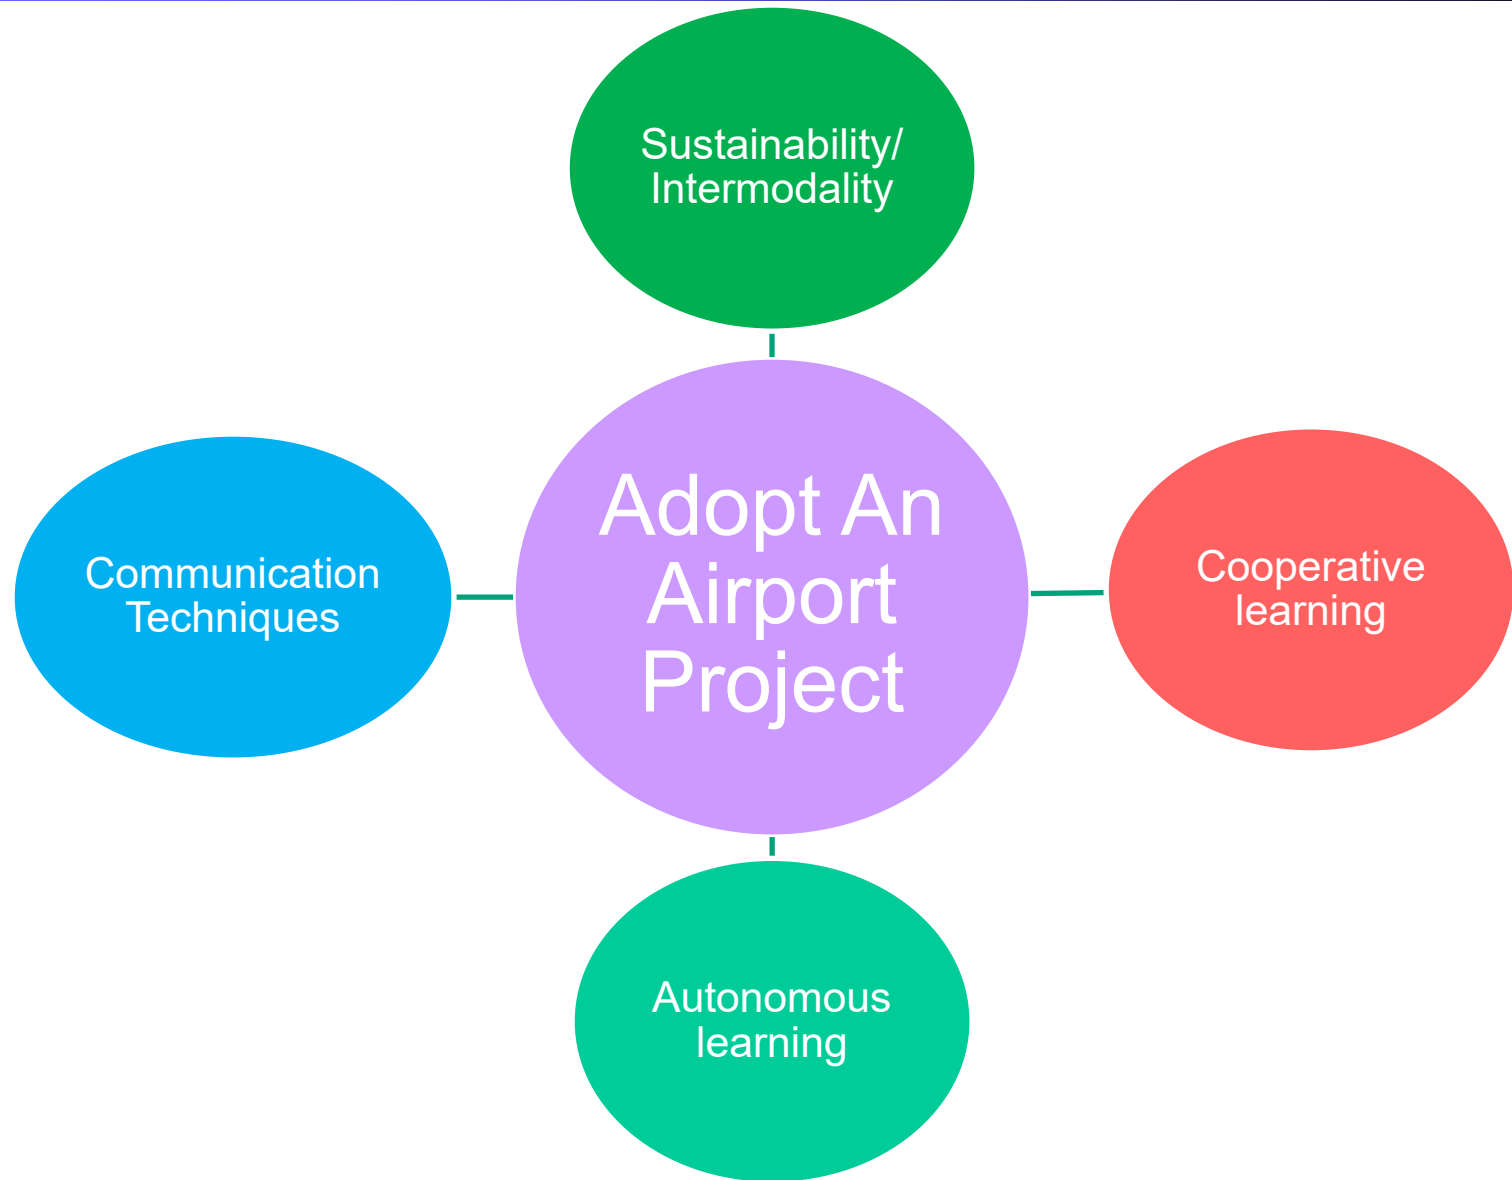 Sustainability/
Intermodality
Communication
Techniques
Adopt An
Airport
Project
Cooperative
learning
Autonomous
learning